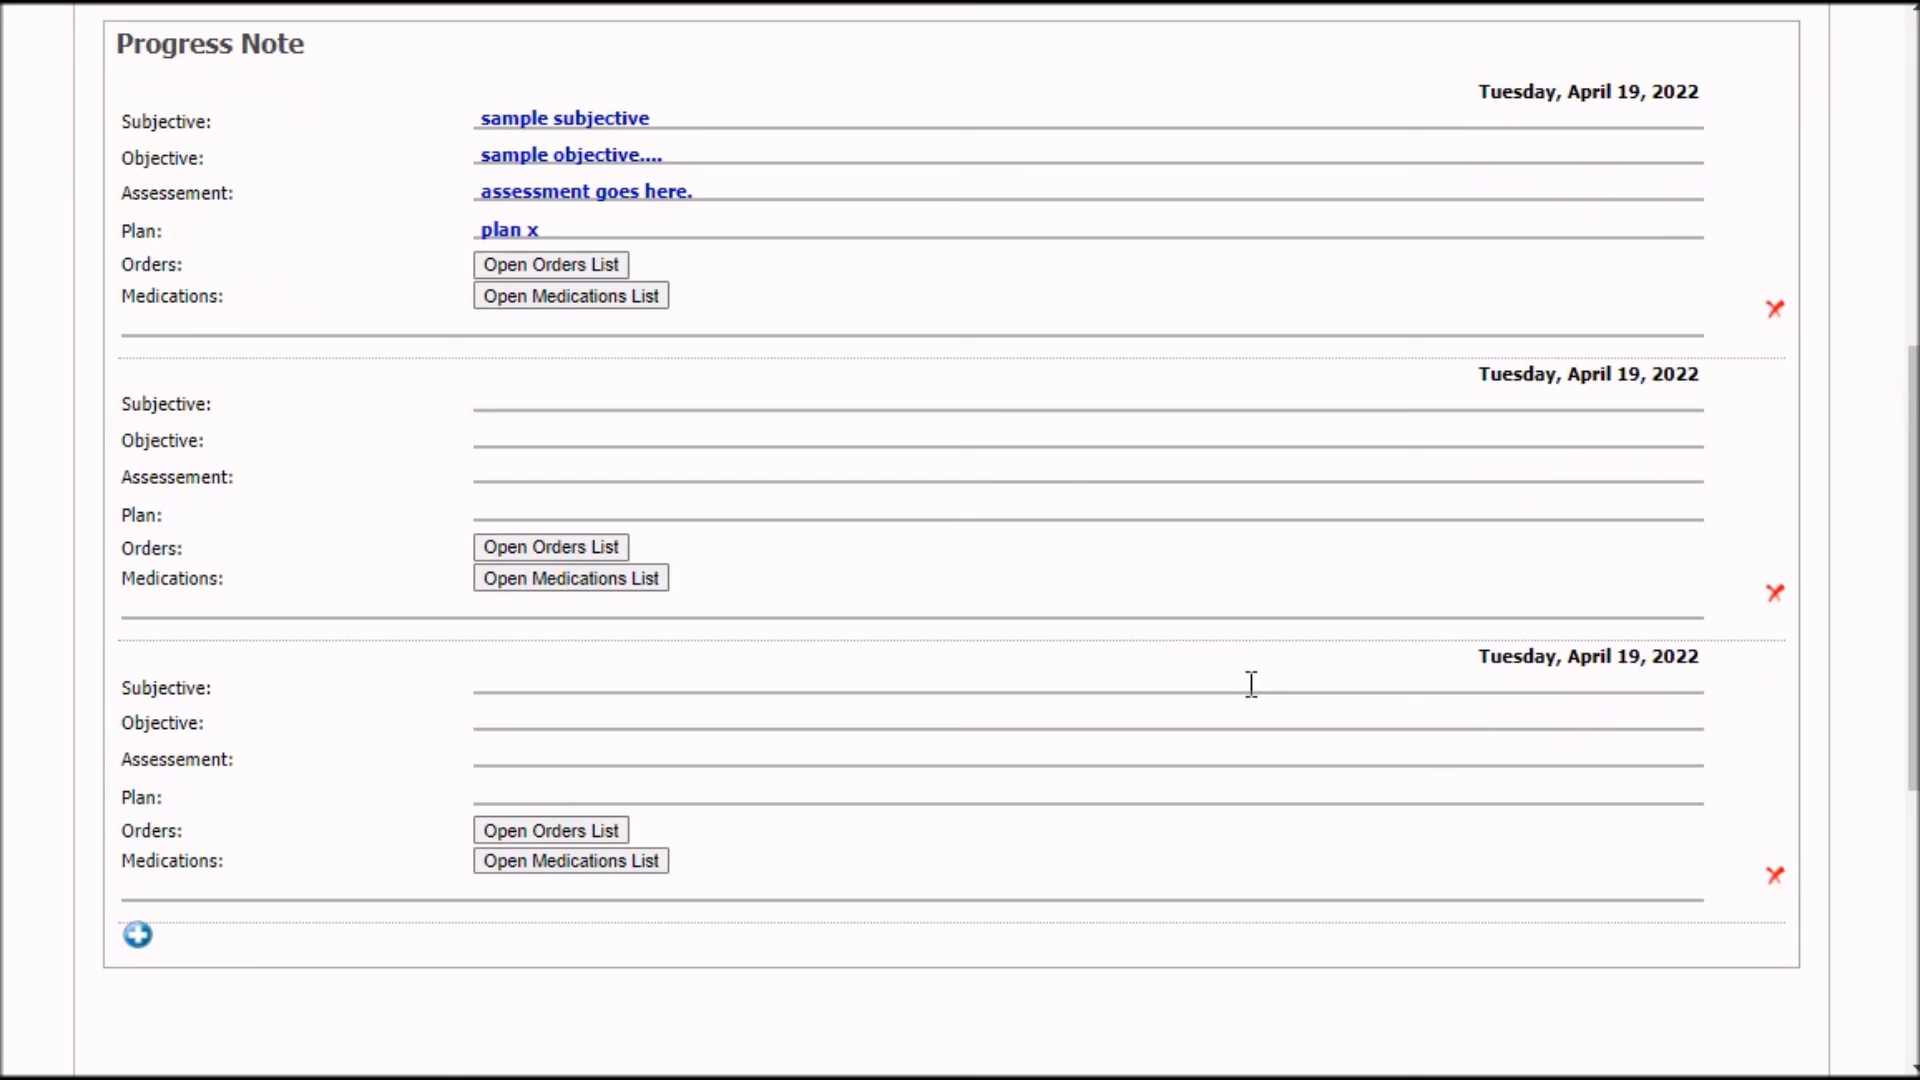 Progress Note
Tuesday, April 19, 2022
Subjective: sample subjective
Objective: sample objective....
Assessement: assessment goes here.
Plan: plan x
Orders: Open Orders List
Medications: Open Medications List
Tuesday, April 19, 2022
Subjective:
Objective:
Assessement:
Plan:
Orders: Open Orders List
Medications: Open Medications List
Tuesday, April 19, 2022
Subjective:
Objective:
Assessement:
Plan:
Orders: Open Orders List
Medications: Open Medications List